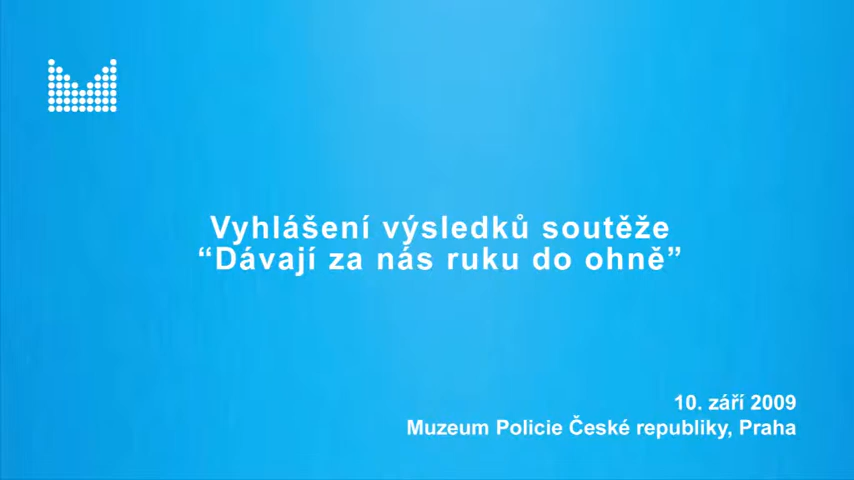 Vyhlášení výsledků soutěže
“Dávají za nás ruku do ohně”
10. září 2009
Muzeum Policie České republiky, Praha